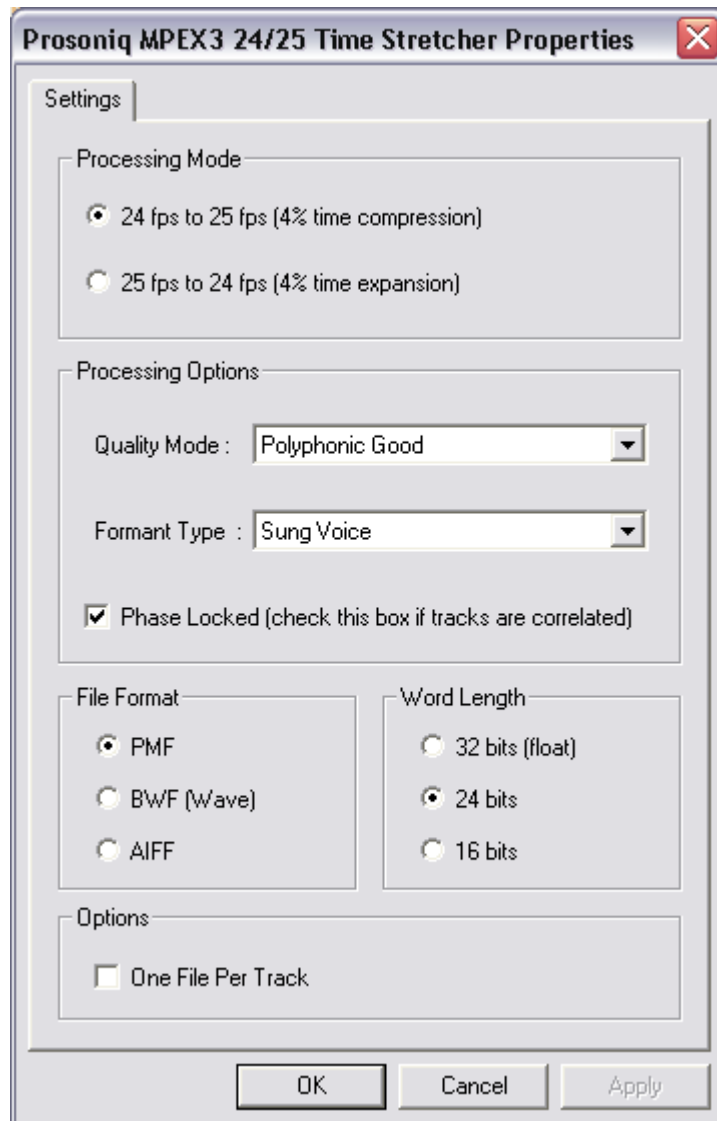 Prosoniq MPEX3 24/25 Time Stretcher Properties
Settings
Processing Mode
24 fps to 25 fps (4% time compression)
25 fps to 24 fps (4% time expansion)
Processing Options
Quality Mode : Polyphonic Good
Formant Type : Sung Voice
Phase Locked (check this box if tracks are correlated)
File Format
PMF
BWF (Wave)
AIFF
Word Length
32 bits (float)
24 bits
16 bits
Options
One File Per Track
OK Cancel Apply